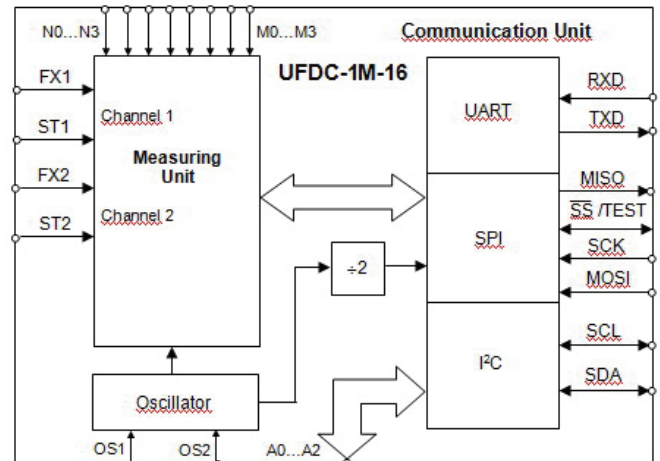 N0...N3
M0...M3
Communication Unit
UFDC-1M-16
FX1
ST1
FX2
ST2
Channel 1
Measuring
Unit
Channel 2
Oscillator
OS1
OS2
÷2
A0...A2
UART
SPI
I²C
RXD
TXD
MISO
SS /TEST
SCK
MOSI
SCL
SDA